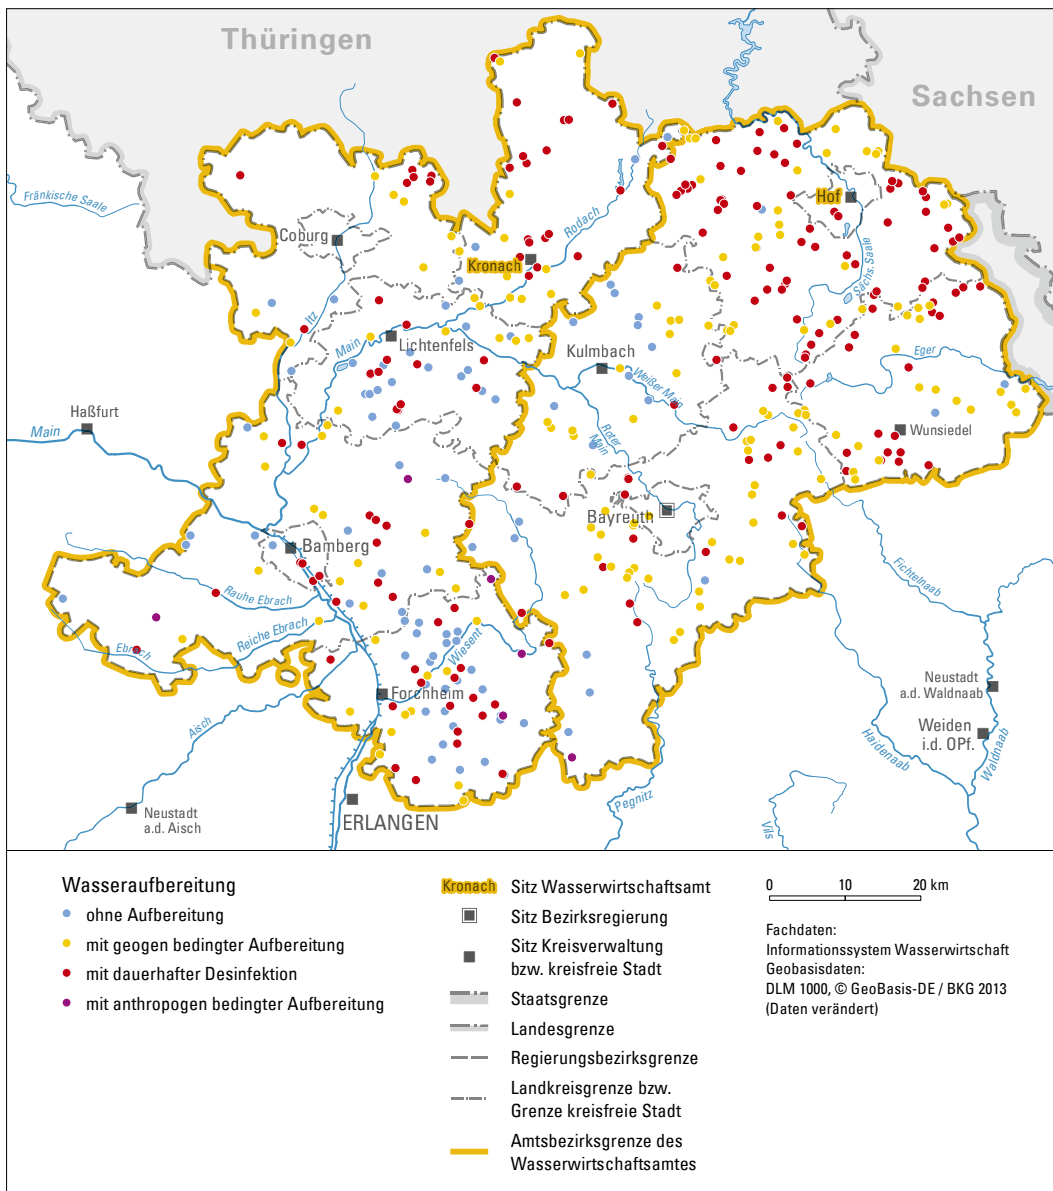 Thüringen
Sachsen
Fränkische Saale
Coburg
Itz
Kronach
Rodach
Hof
Sächs. Saale
Main
Lichtenfels
Kulmbach
Weißer Main
Eger
Haßfurt
Main
Roter
Main
Wunsiedel
Bayreuth
Bamberg
Rauhe Ebrach
Reiche Ebrach
Ebrach
Wiesent
Fichtelnaab
Forchheim
Aisch
Neustadt
a.d. Waldnaab
Weiden
i.d. OPf.
Haidenaab
Waldnaab
Pegnitz
Vils
Neustadt
a.d. Aisch
ERLANGEN
Wasseraufbereitung
ohne Aufbereitung
mit geogen bedingter Aufbereitung
mit dauerhafter Desinfektion
mit anthropogen bedingter Aufbereitung
Kronach Sitz Wasserwirtschaftsamt
Sitz Bezirksregierung
Sitz Kreisverwaltung
bzw. kreisfreie Stadt
Staatsgrenze
Landesgrenze
Regierungsbezirksgrenze
Landkreisgrenze bzw.
Grenze kreisfreie Stadt
Amtsbezirksgrenze des
Wasserwirtschaftsamtes
0 10 20 km
Fachdaten:
Informationssystem Wasserwirtschaft
Geobasisdaten:
DLM 1000, © GeoBasis-DE / BKG 2013
(Daten verändert)